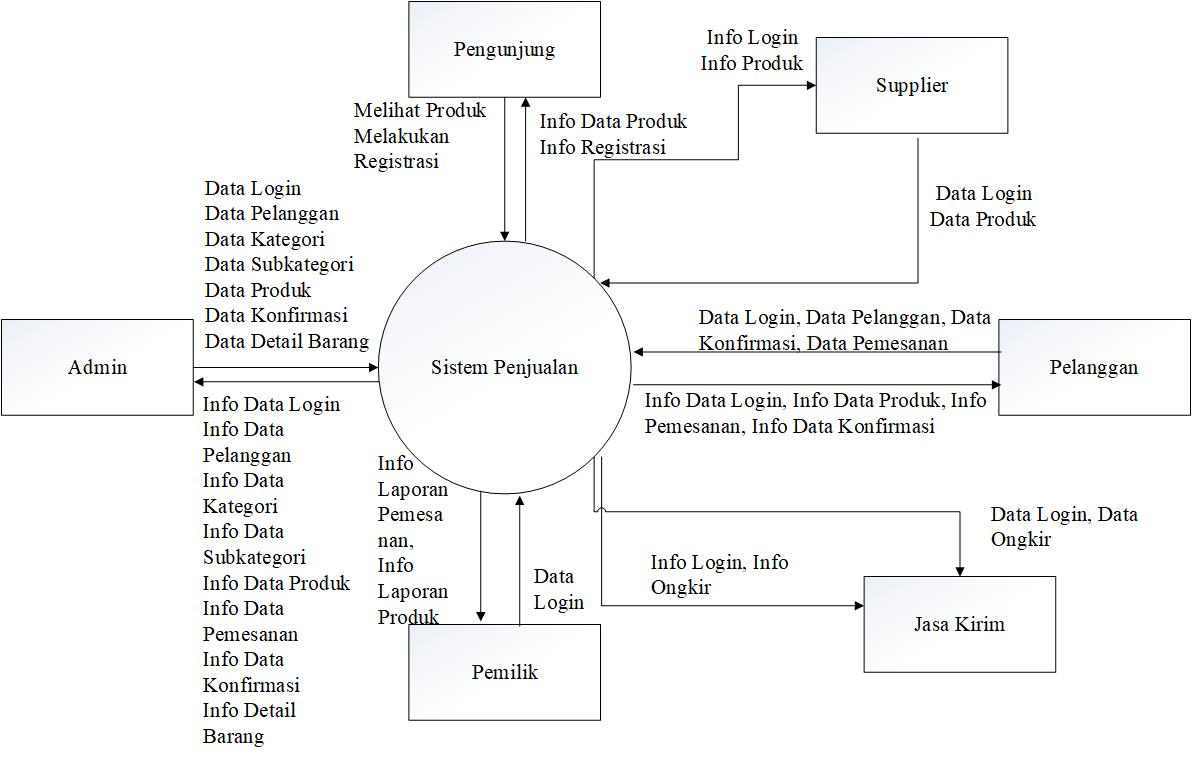 Pengunjung
Melihat Produk
Melakukan
Registrasi
Info Data Produk
Info Registrasi
Info Login
Info Produk
Supplier
Data Login
Data Produk
Data Login
Data Pelanggan
Data Kategori
Data Subkategori
Data Produk
Data Konfirmasi
Data Detail Barang
Admin
Sistem Penjualan
Data Login, Data Pelanggan, Data
Konfirmasi, Data Pemesanan
Pelanggan
Info Data Login, Info Data Produk, Info
Pemesanan, Info Data Konfirmasi
Info Data Login
Info Data
Pelanggan
Info Data
Kategori
Info Data
Subkategori
Info Data Produk
Info Data
Pemesanan
Info Data
Konfirmasi
Info Detail
Barang
Info
Laporan
Pemesa
nan,
Info
Laporan
Produk
Data
Login
Pemilik
Info Login, Info
Ongkir
Data Login, Data
Ongkir
Jasa Kirim